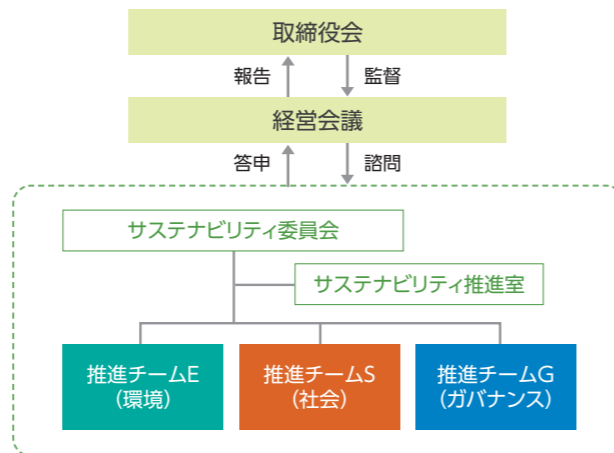 取締役会
報告
監督
経営会議
答申
諮問
サステナビリティ委員会
サステナビリティ推進室
推進チームE
（環境）
推進チームS
（社会）
推進チームG
（ガバナンス）